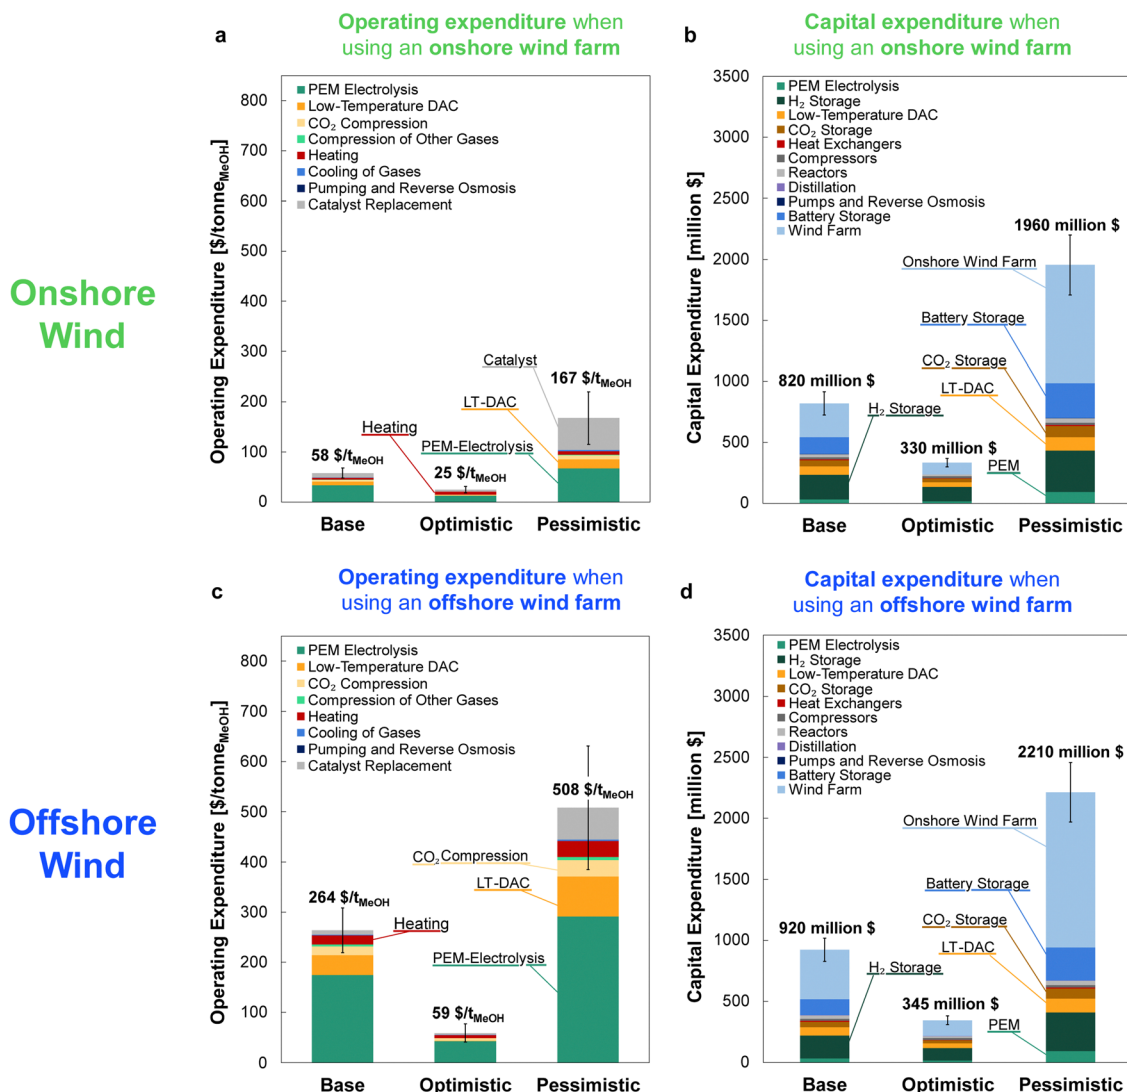 Onshore
Wind
a
Operating expenditure when
using an onshore wind farm
Operating Expenditure [$/tonneMeOH]
800
700
600
500
400
300
200
100
0
PEM Electrolysis
Low-Temperature DAC
CO₂ Compression
Compression of Other Gases
Heating
Cooling of Gases
Pumping and Reverse Osmosis
Catalyst Replacement
Catalyst
167 $/tMeOH
LT-DAC
Heating
PEM-Electrolysis
58 $/tMeOH
25 $/tMeOH
Base
Optimistic
Pessimistic
b
Capital expenditure when
using an onshore wind farm
Capital Expenditure [million $]
3500
3000
2500
2000
1500
1000
500
0
PEM Electrolysis
H₂ Storage
Low-Temperature DAC
CO₂ Storage
Heat Exchangers
Compressors
Reactors
Distillation
Pumps and Reverse Osmosis
Battery Storage
Wind Farm
1960 million $
Onshore Wind Farm
Battery Storage
CO₂ Storage
820 million $
LT-DAC
H₂ Storage
330 million $
PEM
Base
Optimistic
Pessimistic
Offshore
Wind
c
Operating expenditure when
using an offshore wind farm
Operating Expenditure [$/tonneMeOH]
800
700
600
500
400
300
200
100
0
PEM Electrolysis
Low-Temperature DAC
CO₂ Compression
Compression of Other Gases
Heating
Cooling of Gases
Pumping and Reverse Osmosis
Catalyst Replacement
508 $/tMeOH
CO₂ Compression
LT-DAC
264 $/tMeOH
Heating
PEM-Electrolysis
59 $/tMeOH
Base
Optimistic
Pessimistic
d
Capital expenditure when
using an offshore wind farm
Capital Expenditure [million $]
3500
3000
2500
2000
1500
1000
500
0
PEM Electrolysis
H₂ Storage
Low-Temperature DAC
CO₂ Storage
Heat Exchangers
Compressors
Reactors
Distillation
Pumps and Reverse Osmosis
Battery Storage
Wind Farm
2210 million $
Onshore Wind Farm
Battery Storage
920 million $
CO₂ Storage
LT-DAC
H₂ Storage
345 million $
PEM
Base
Optimistic
Pessimistic